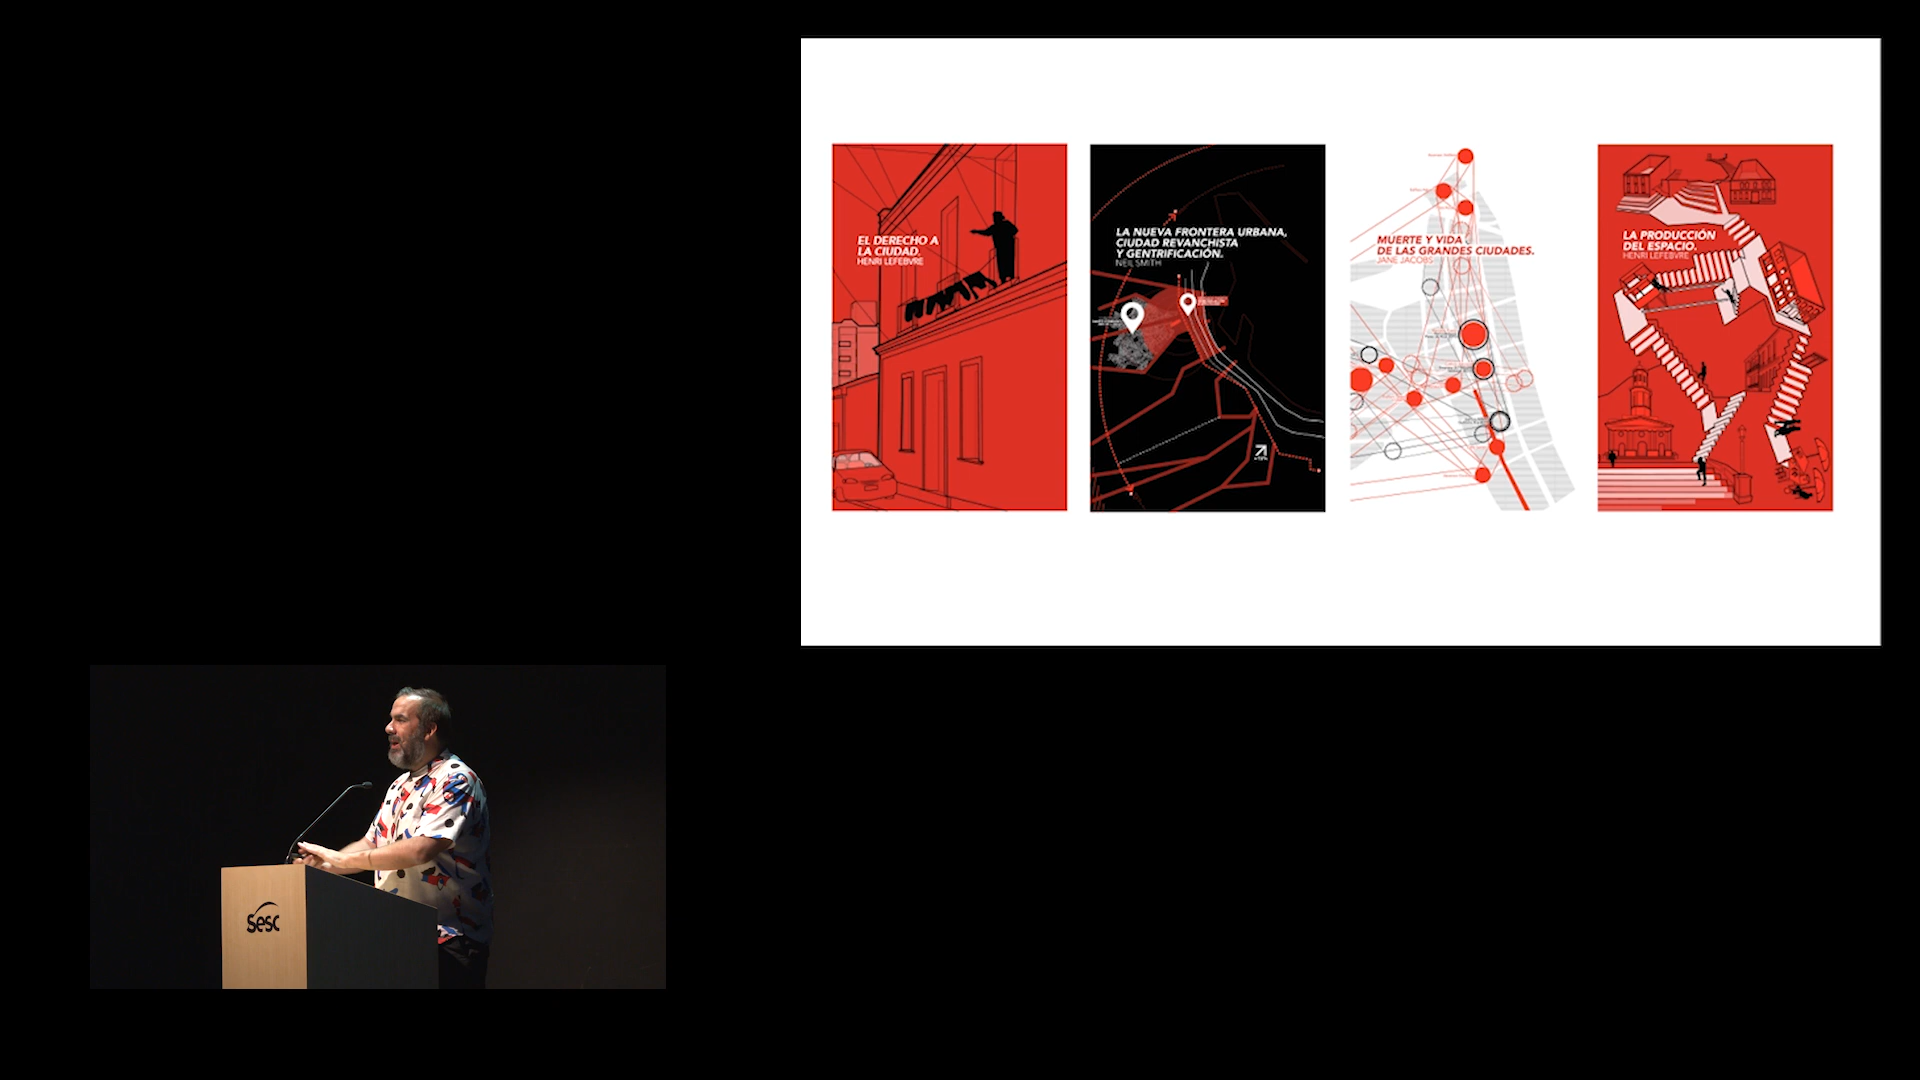 EL DERECHO A
LA CIUDAD.
HENRI LEFEBVRE
LA NUEVA FRONTERA URBANA,
CIUDAD REVANCHISTA
Y GENTRIFICACIÓN.
NEIL SMITH
MUERTE Y VIDA
DE LAS GRANDES CIUDADES.
JANE JACOBS
LA PRODUCCIÓN
DEL ESPACIO.
HENRI LEFEBVRE
Sesc